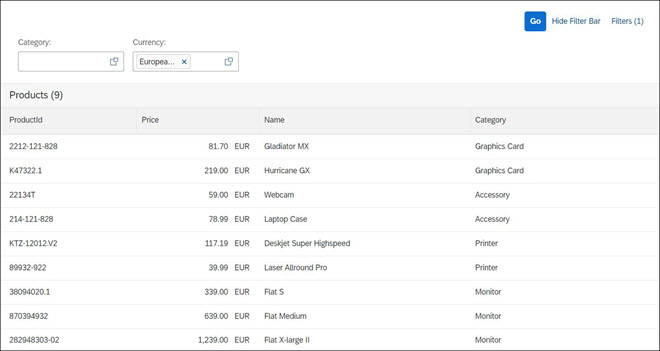 Go Hide Filter Bar Filters (1)
Category: Currency:
Europea... ✕
Products (9)
ProductId Price Name Category
2212-121-828 81.70 EUR Gladiator MX Graphics Card
K47322.1 219.00 EUR Hurricane GX Graphics Card
22134T 59.00 EUR Webcam Accessory
214-121-828 78.99 EUR Laptop Case Accessory
KTZ-12012.V2 117.19 EUR Deskjet Super Highspeed Printer
89932-922 39.99 EUR Laser Allround Pro Printer
38094020.1 339.00 EUR Flat S Monitor
870394932 639.00 EUR Flat Medium Monitor
282948303-02 1,239.00 EUR Flat X-large II Monitor